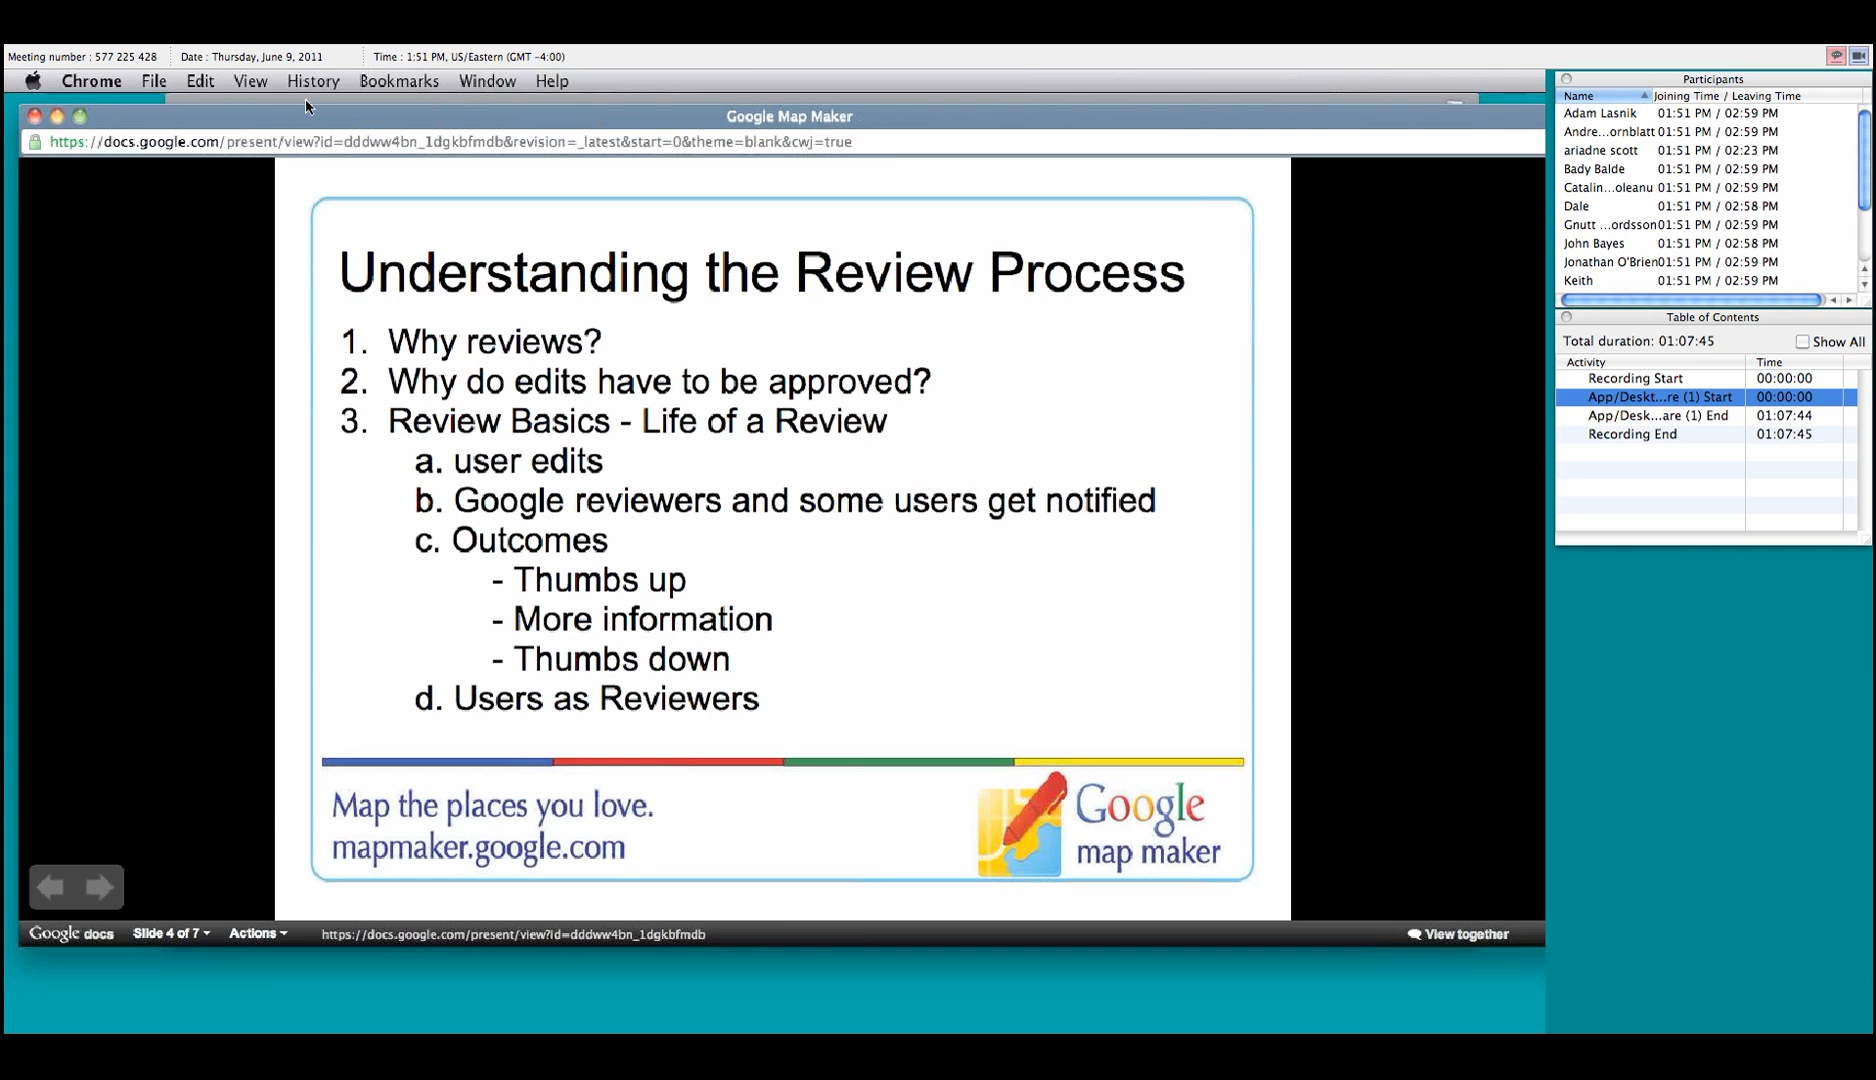 Meeting number : 577 225 428 Date : Thursday, June 9, 2011 Time : 1:51 PM, US/Eastern (GMT -4:00)
Chrome File Edit View History Bookmarks Window Help
Google Map Maker
https://docs.google.com/present/view?id=dddww4bn_1dgkbfmdb&revision=_latest&start=0&theme=blank&cwj=true
Understanding the Review Process
1. Why reviews?
2. Why do edits have to be approved?
3. Review Basics - Life of a Review
a. user edits
b. Google reviewers and some users get notified
c. Outcomes
- Thumbs up
- More information
- Thumbs down
d. Users as Reviewers
Map the places you love.
mapmaker.google.com
Google
map maker
Google docs Slide 4 of 7 Actions https://docs.google.com/present/view?id=dddww4bn_1dgkbfmdb View together
Participants
Name Joining Time / Leaving Time
Adam Lasnik 01:51 PM / 02:59 PM
Andre...ornblatt 01:51 PM / 02:59 PM
ariadne scott 01:51 PM / 02:23 PM
Bady Balde 01:51 PM / 02:59 PM
Catalin...oleanu 01:51 PM / 02:59 PM
Dale 01:51 PM / 02:58 PM
Gnutt ...ordsson 01:51 PM / 02:59 PM
John Bayes 01:51 PM / 02:58 PM
Jonathan O'Brien 01:51 PM / 02:59 PM
Keith 01:51 PM / 02:59 PM
Table of Contents
Total duration: 01:07:45 Show All
Activity Time
Recording Start 00:00:00
App/Deskt...re (1) Start 00:00:00
App/Desk...are (1) End 01:07:44
Recording End 01:07:45